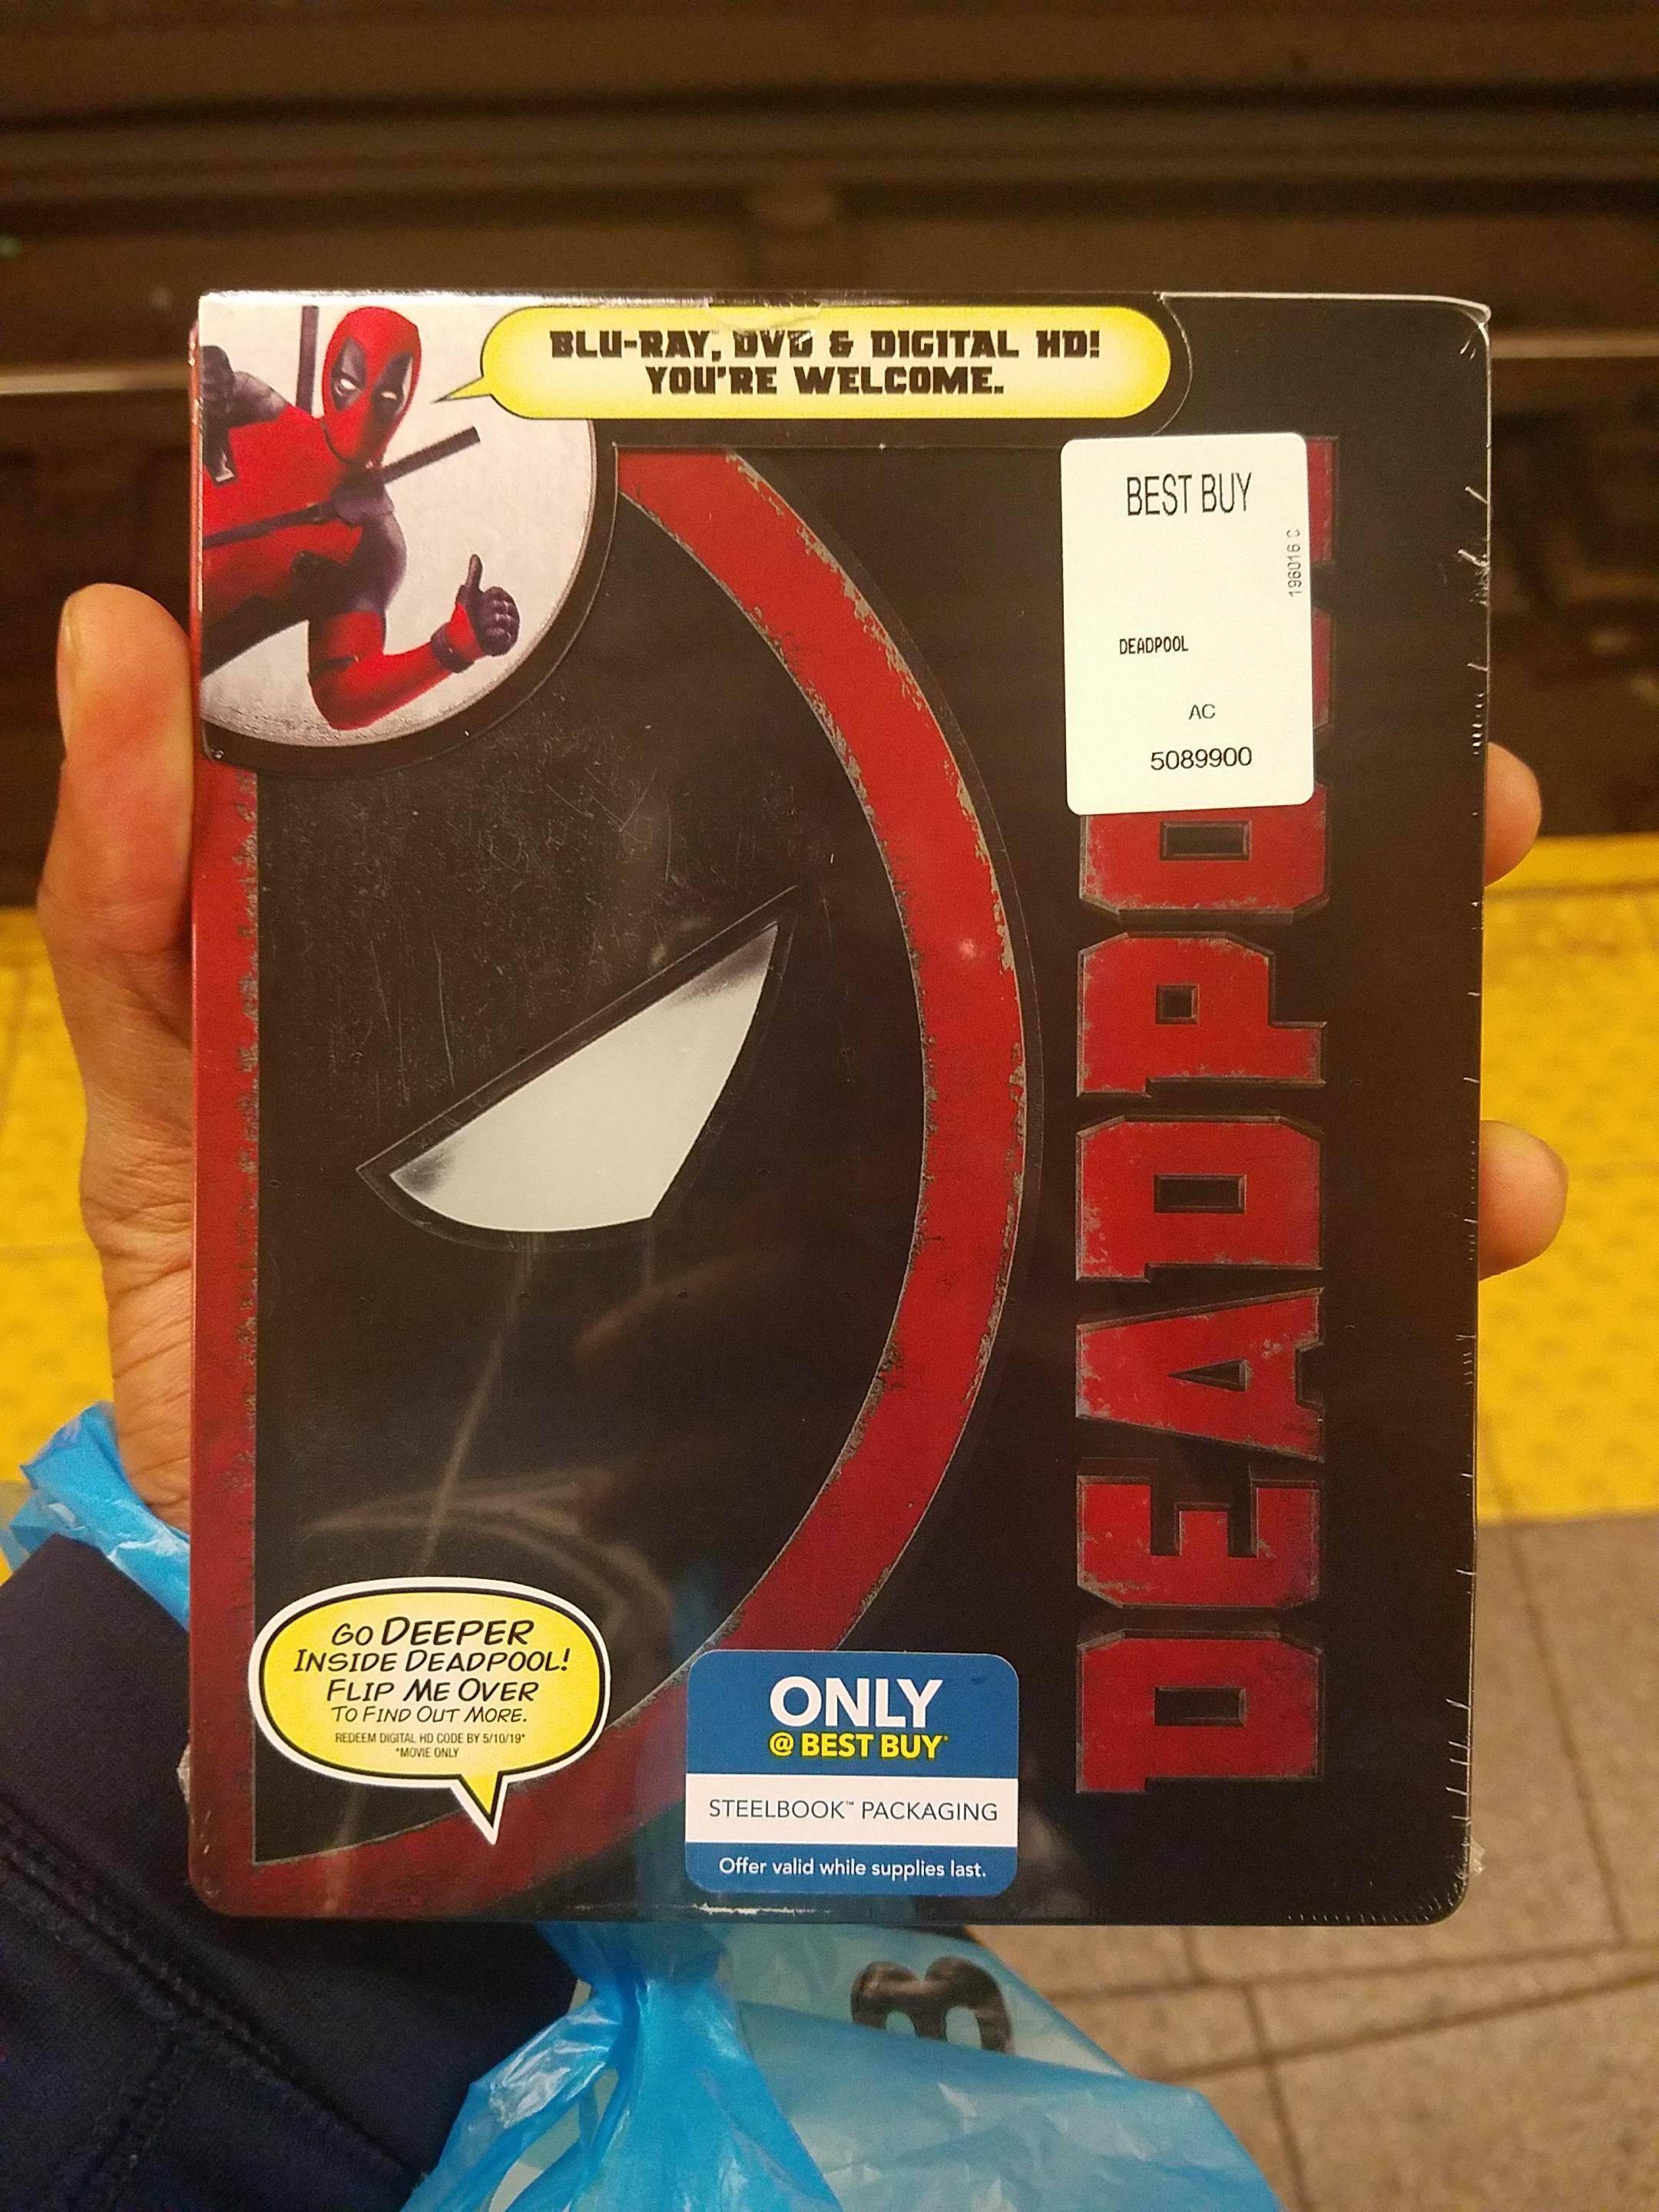 BLU-RAY, DVD & DIGITAL HD!
YOU'RE WELCOME.
BEST BUY
196016 C
DEADPOOL
AC
5089900
DEADPO
GO DEEPER
INSIDE DEADPOOL!
FLIP ME OVER
TO FIND OUT MORE.
REDEEM DIGITAL HD CODE BY 5/10/19*
*MOVIE ONLY
ONLY
@ BEST BUY®
STEELBOOK™ PACKAGING
Offer valid while supplies last.